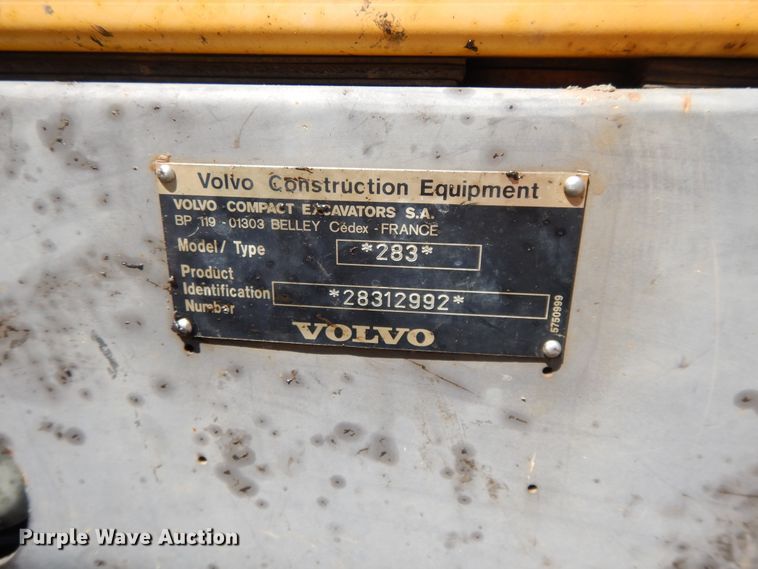 Volvo Construction Equipment
VOLVO COMPACT EXCAVATORS S.A.
BP 119 - 01303 BELLEY Cédex - FRANCE
Model/ Type *283*
Product
Identification *28312992*
Number
VOLVO
5750999
Purple Wave Auction